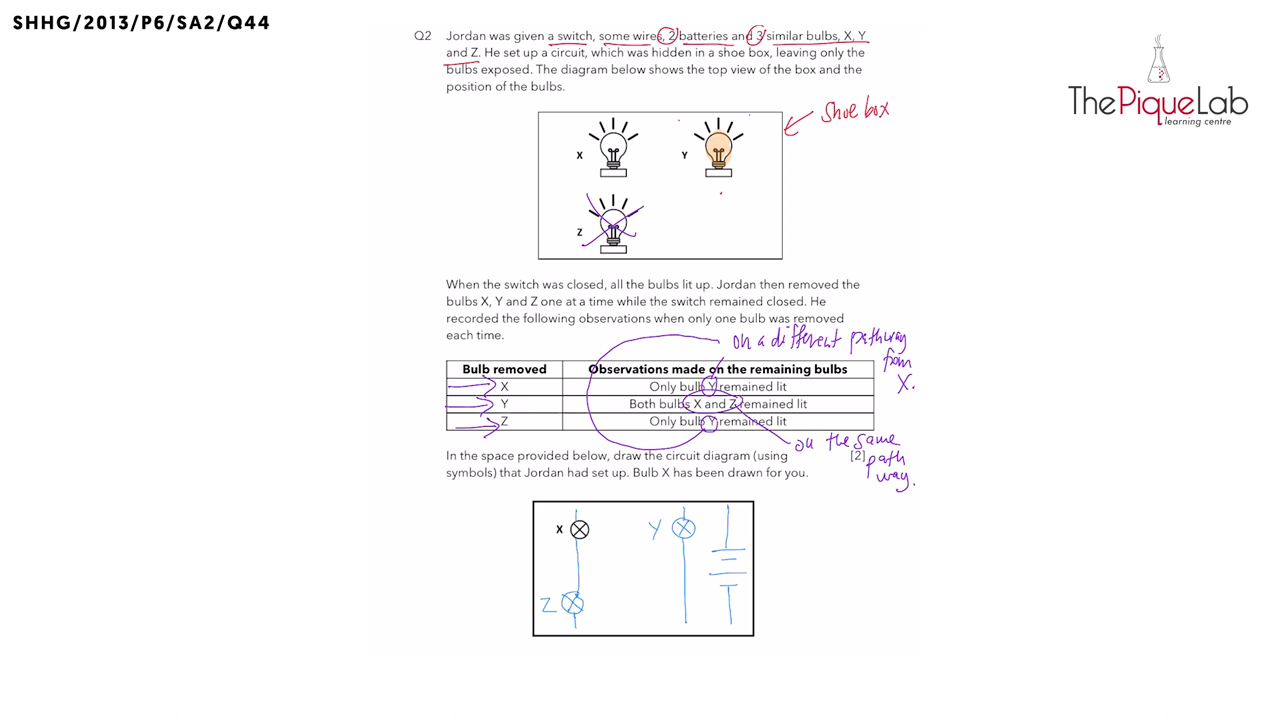 SHHG/2013/P6/SA2/Q44
ThePiqueLab
learning centre
Q2 Jordan was given a switch, some wires, 2 batteries and 3 similar bulbs, X, Y
and Z. He set up a circuit, which was hidden in a shoe box, leaving only the
bulbs exposed. The diagram below shows the top view of the box and the
position of the bulbs.
Shoe box
X
Y
Z
When the switch was closed, all the bulbs lit up. Jordan then removed the
bulbs X, Y and Z one at a time while the switch remained closed. He
recorded the following observations when only one bulb was removed
each time.
on a different pathway
from
X.
Bulb removed Observations made on the remaining bulbs
X Only bulb Y remained lit
Y Both bulbs X and Z remained lit
Z Only bulb Y remained lit
on the same
path
way.
In the space provided below, draw the circuit diagram (using [2]
symbols) that Jordan had set up. Bulb X has been drawn for you.
X
Y
Z